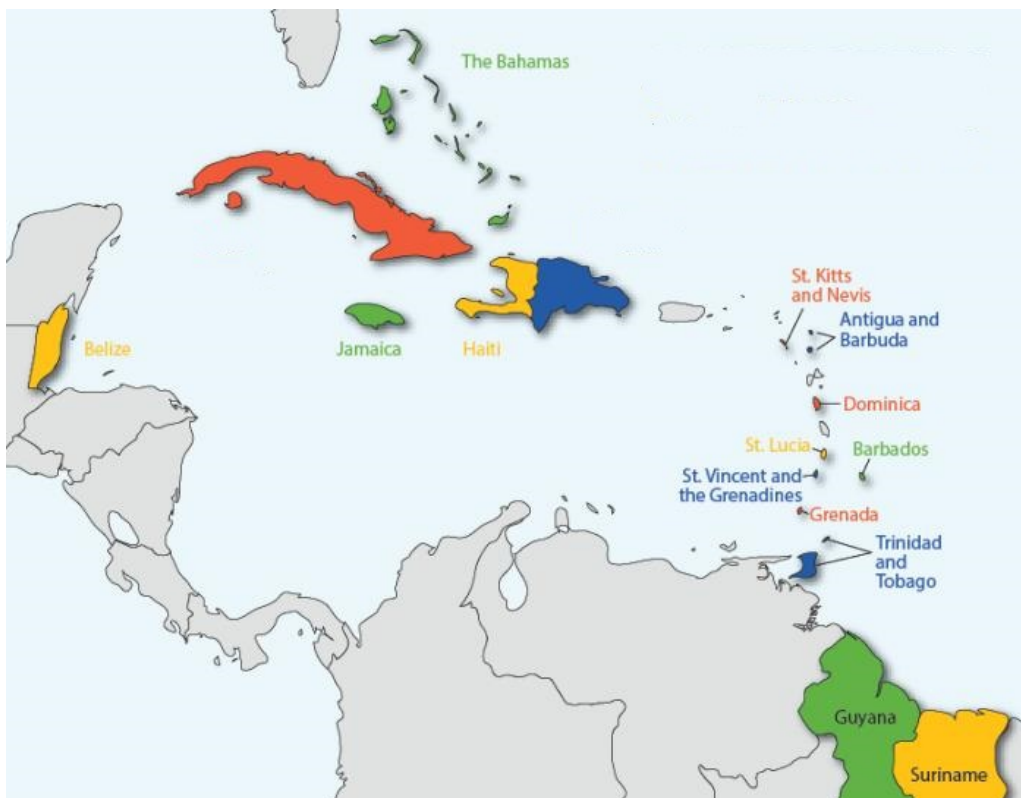 The Bahamas
St. Kitts
and Nevis
Antigua and
Barbuda
Jamaica
Haiti
Belize
Dominica
St. Lucia
Barbados
St. Vincent and
the Grenadines
Grenada
Trinidad
and
Tobago
Guyana
Suriname